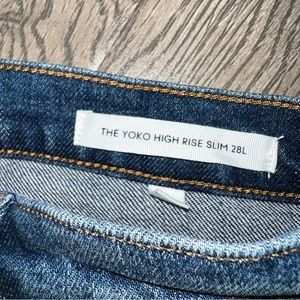 THE YOKO HIGH RISE SLIM 28L